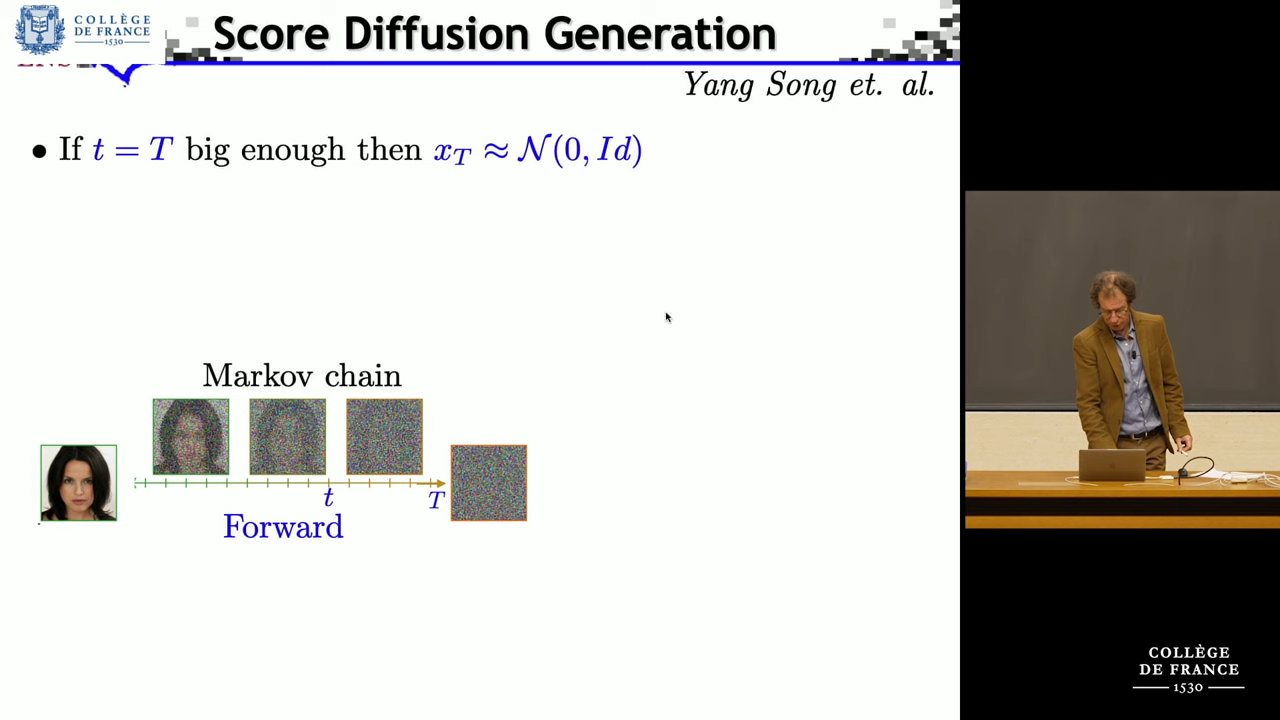 COLLÈGE
DE FRANCE
1530
Score Diffusion Generation
ENS
Yang Song et. al.
• If t = T big enough then x_T ≈ 𝒩(0, Id)
Markov chain
t
T
Forward
COLLÈGE
DE FRANCE
1530